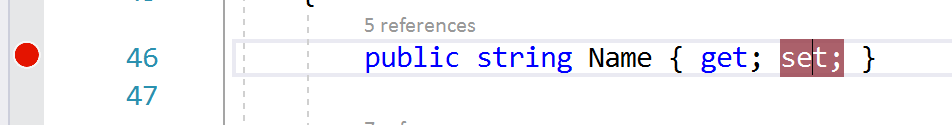 5 references
46 public string Name { get; set; }
47